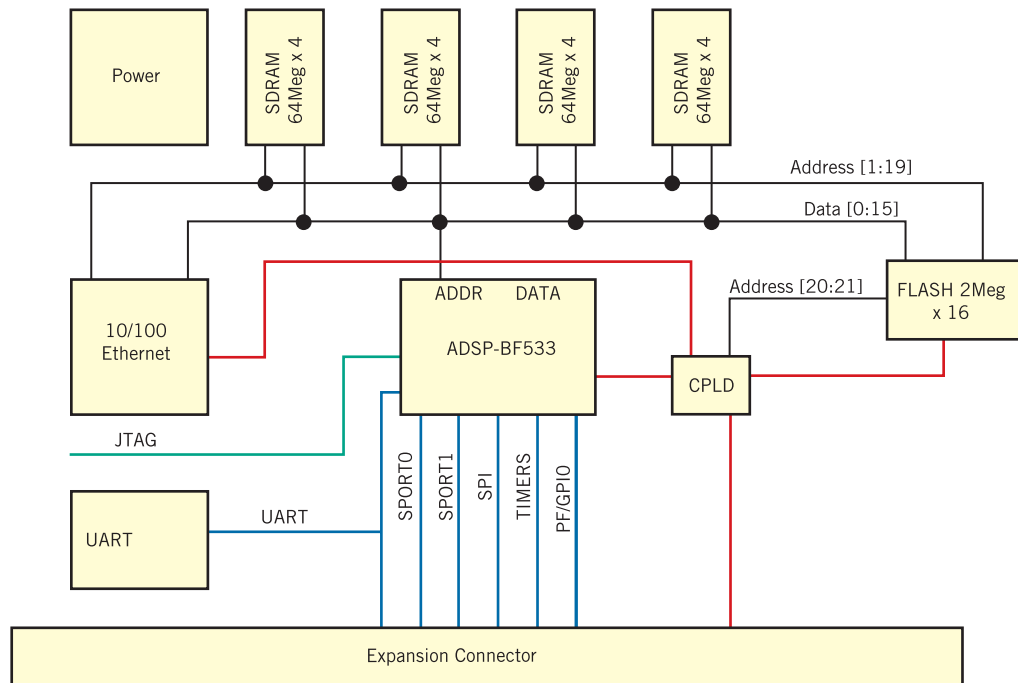 Power
SDRAM
64Meg x 4
SDRAM
64Meg x 4
SDRAM
64Meg x 4
SDRAM
64Meg x 4
Address [1:19]
Data [0:15]
Address [20:21]
FLASH 2Meg
x 16
10/100
Ethernet
ADDR DATA
ADSP-BF533
CPLD
JTAG
UART
UART
SPORT0
SPORT1
SPI
TIMERS
PF/GPI0
Expansion Connector